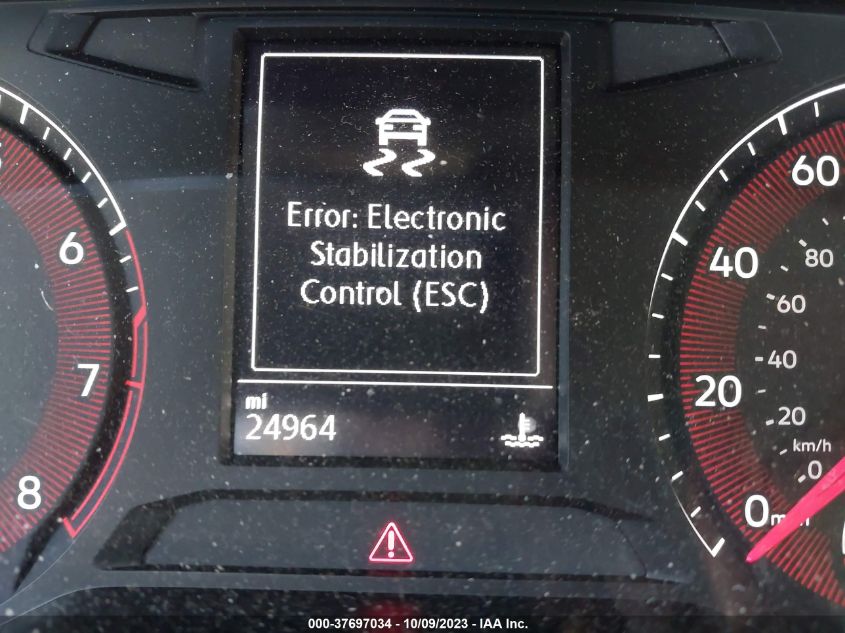 Error: Electronic
Stabilization
Control (ESC)
mi
24964
6
7
8
60
40
20
0
80
60
40
20
km/h
0
000-37697034 - 10/09/2023 - IAA Inc.